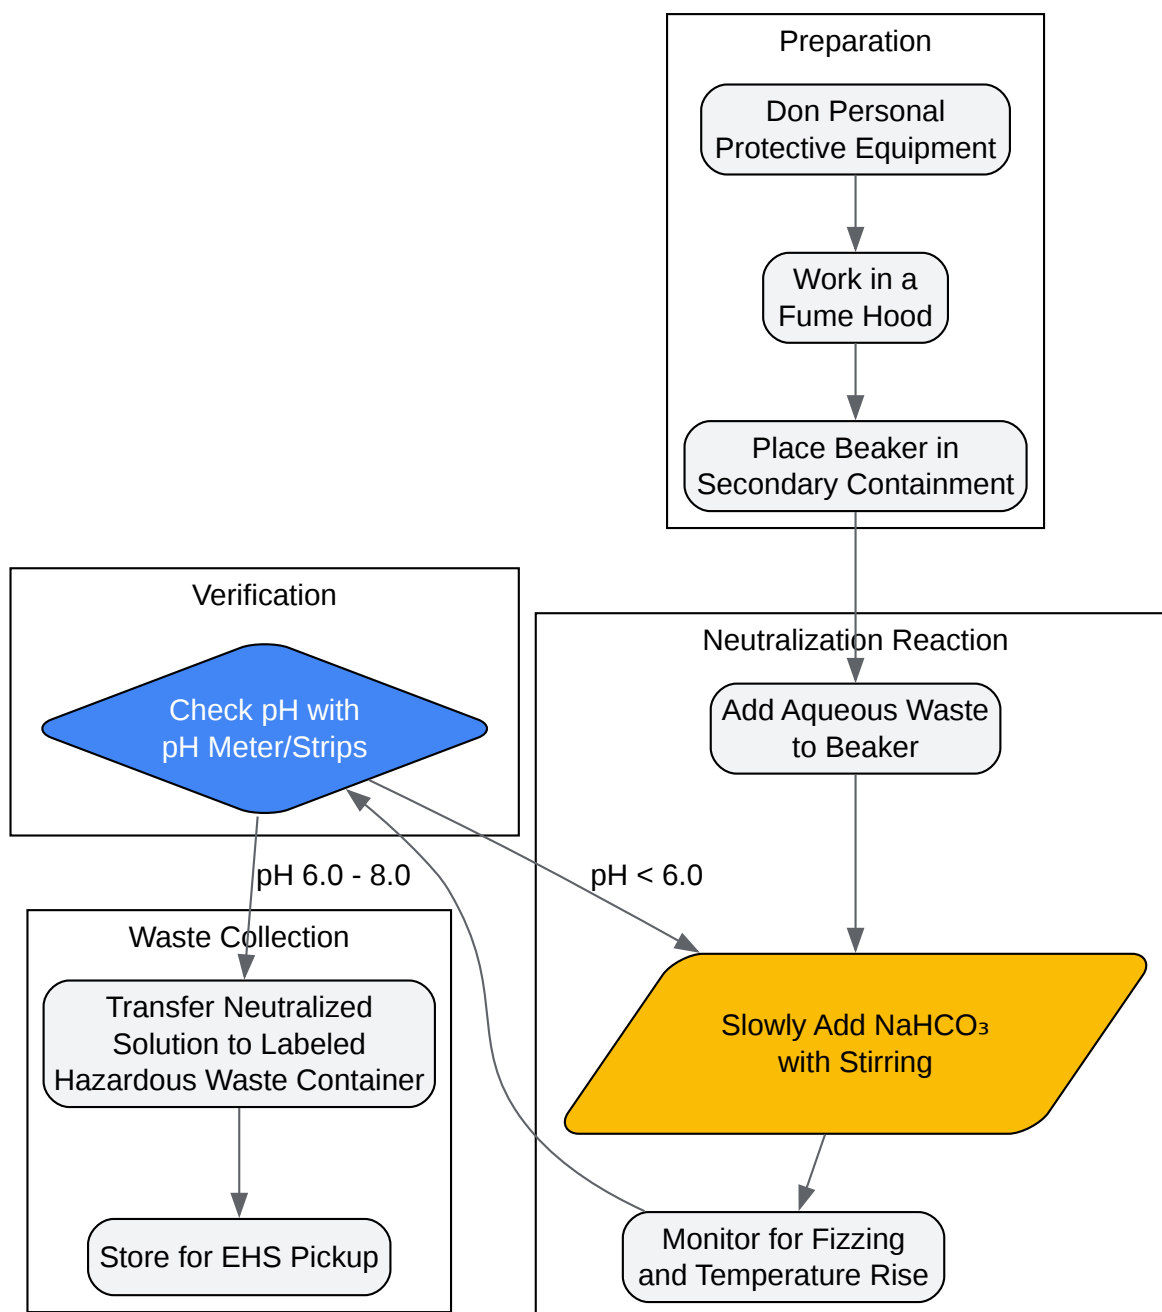 Preparation
Don Personal
Protective Equipment
Work in a
Fume Hood
Place Beaker in
Secondary Containment
Verification
Check pH with
pH Meter/Strips
Neutralization Reaction
Add Aqueous Waste
to Beaker
pH 6.0 - 8.0
pH < 6.0
Waste Collection
Transfer Neutralized
Solution to Labeled
Hazardous Waste Container
Slowly Add NaHCO₃
with Stirring
Store for EHS Pickup
Monitor for Fizzing
and Temperature Rise